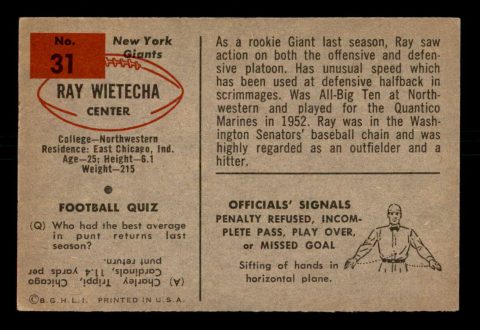 No.
31
New York
Giants
RAY WIETECHA
CENTER
College—Northwestern
Residence: East Chicago, Ind.
Age—25; Height—6.1
Weight—215
FOOTBALL QUIZ
(Q) Who had the best average
in punt returns last
season?
(A) Charley Trippi, Chicago
Cardinals, 11.4 yards per
punt return.
©B.G.H.L.I. PRINTED IN U.S.A.
As a rookie Giant last season, Ray saw
action on both the offensive and defen-
sive platoon. Has unusual speed which
has been used at defensive halfback in
scrimmages. Was All-Big Ten at North-
western and played for the Quantico
Marines in 1952. Ray was in the Wash-
ington Senators' baseball chain and was
highly regarded as an outfielder and a
hitter.
OFFICIALS' SIGNALS
PENALTY REFUSED, INCOM-
PLETE PASS, PLAY OVER,
or MISSED GOAL
Sifting of hands in
horizontal plane.